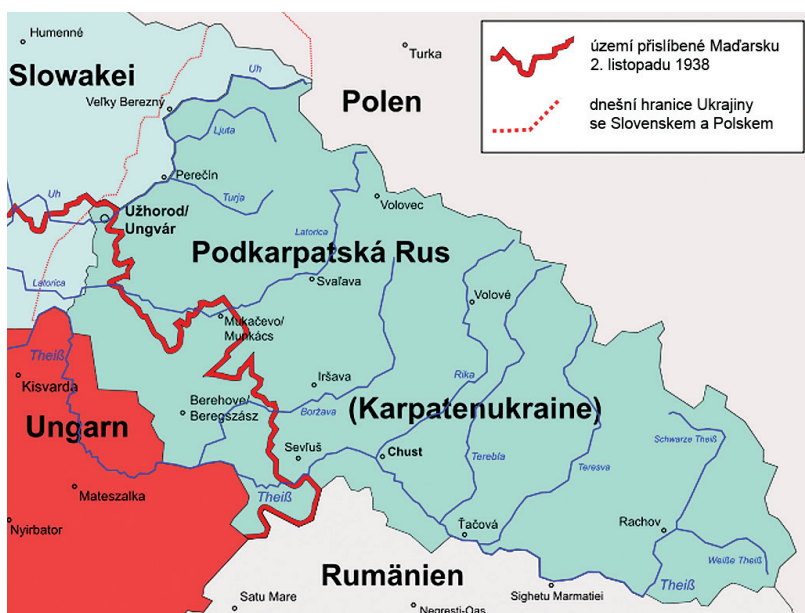 Humenné
Slowakei
Uh
Turka
Veľky Berezný
Polen
území přislíbené Maďarsku
2. listopadu 1938
dnešní hranice Ukrajiny
se Slovenskem a Polskem
Ljuta
Perečín
Uh
Turja
Volovec
Užhorod/
Ungvár
Latorica
Podkarpatská Rus
Latorica
Svaľava
Volové
Mukačevo/
Munkács
Theiß
Kisvarda
Iršava
Rika
Berehove/
Beregszász
Boržava
(Karpatenukraine)
Ungarn
Sevľuš
Chust
Terebľa
Teresva
Schwarze Theiß
Mateszalka
Theiß
Nyirbator
Ťačová
Rachov
Weiße Theiß
Rumänien
Sighetu Marmatiei
Theiß
Satu Mare
Negresti-Oas